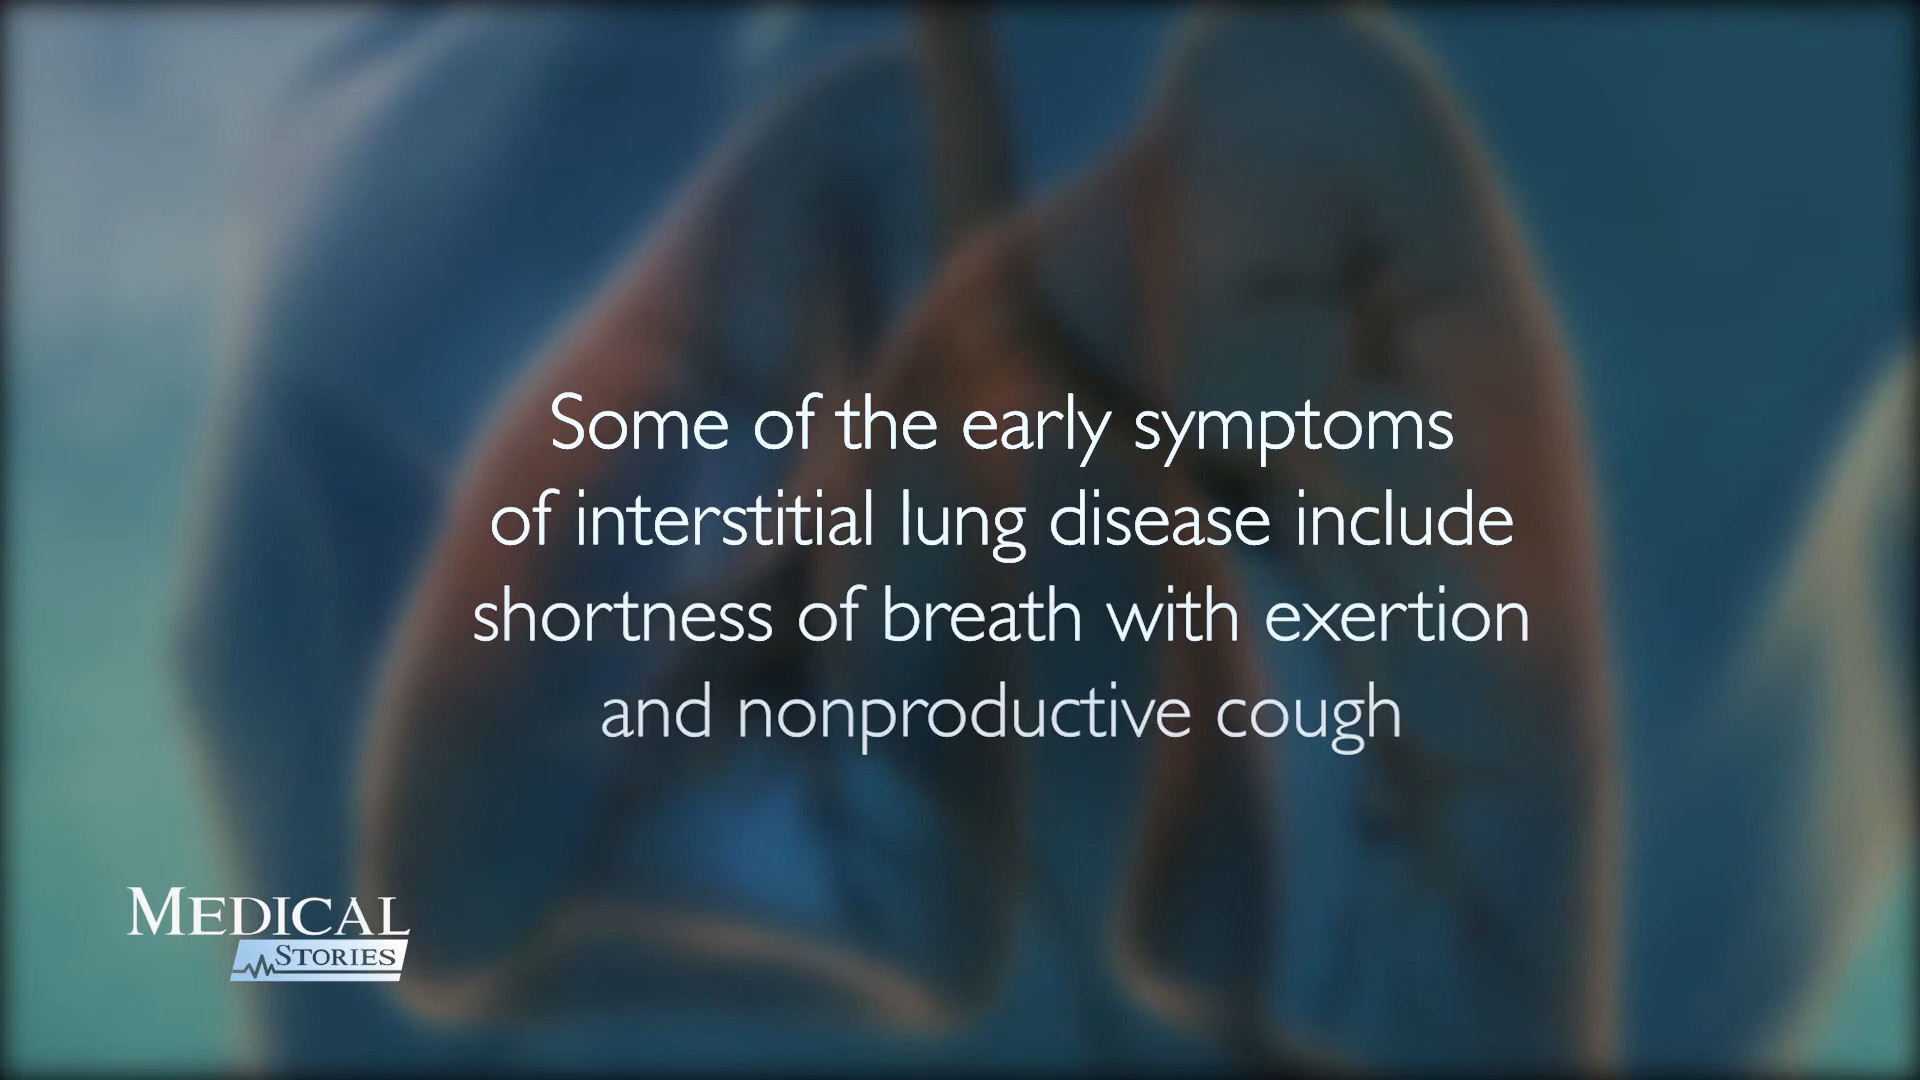 Some of the early symptoms
of interstitial lung disease include
shortness of breath with exertion
and nonproductive cough
MEDICAL
STORIES